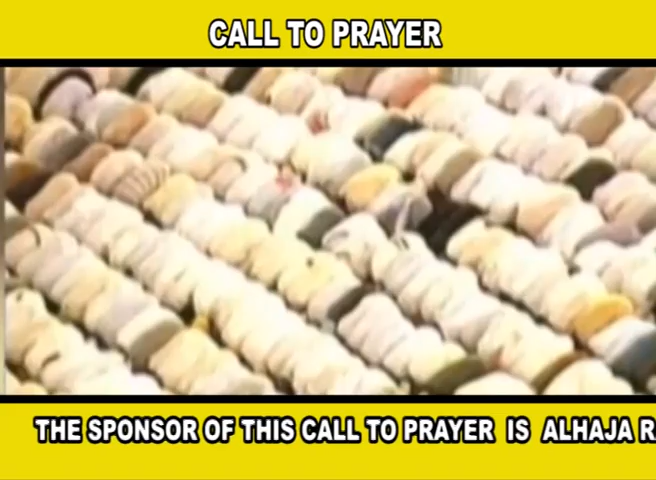 CALL TO PRAYER
THE SPONSOR OF THIS CALL TO PRAYER IS ALHAJA R